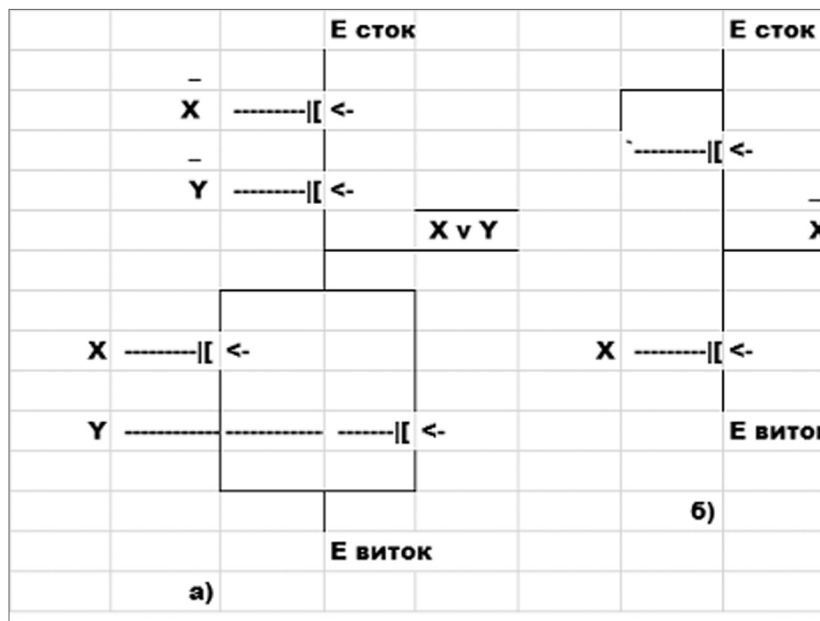 Е сток Е сток
_
X ---------|[ <-
_ `---------|[ <-
Y ---------|[ <- _
X v Y X
X ---------|[ <- X ---------|[ <-
Y ------------ ------------ -------|[ <- Е виток
б)
Е виток
а)